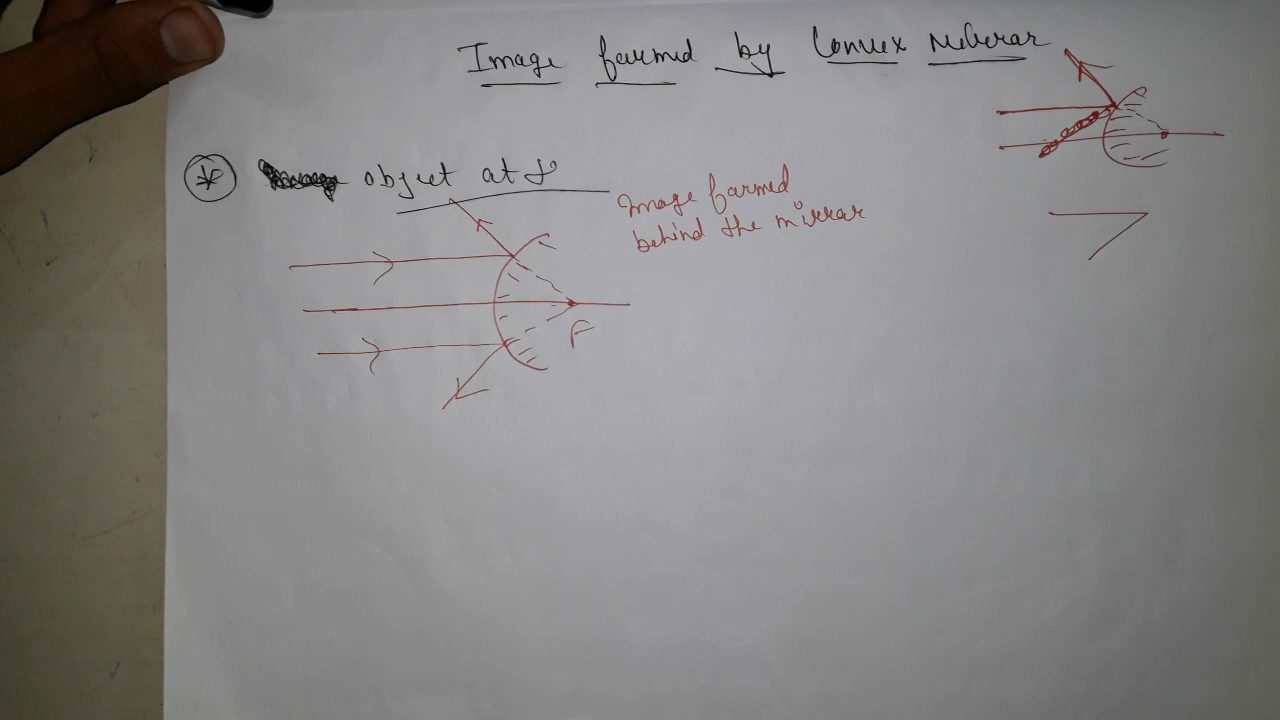 Image formed by Convex Mirror
object at
Image formed
behind the mirror
F